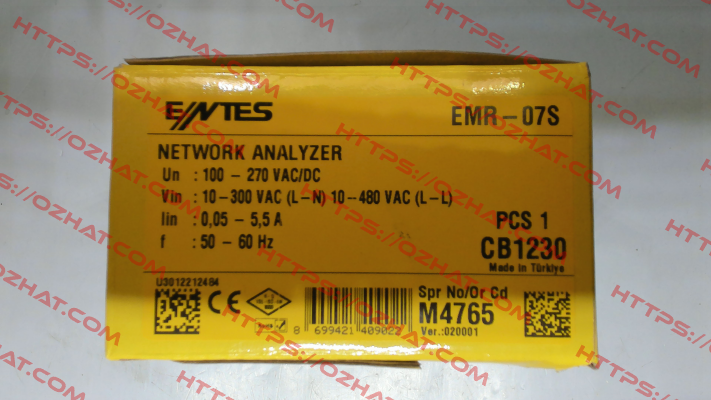 ENTES
EMR-07S
NETWORK ANALYZER
Un : 100 - 270 VAC/DC
Vin : 10-300 VAC (L-N) 10-480 VAC (L-L)
Iin : 0,05 - 5,5 A
f : 50 - 60 Hz
PCS 1
CB1230
Made in Türkiye
U3012212484
CE
Spr No/Or Cd
M4765
Ver.:020001
8 699421 409022
HTTPS://OZHAT.COM